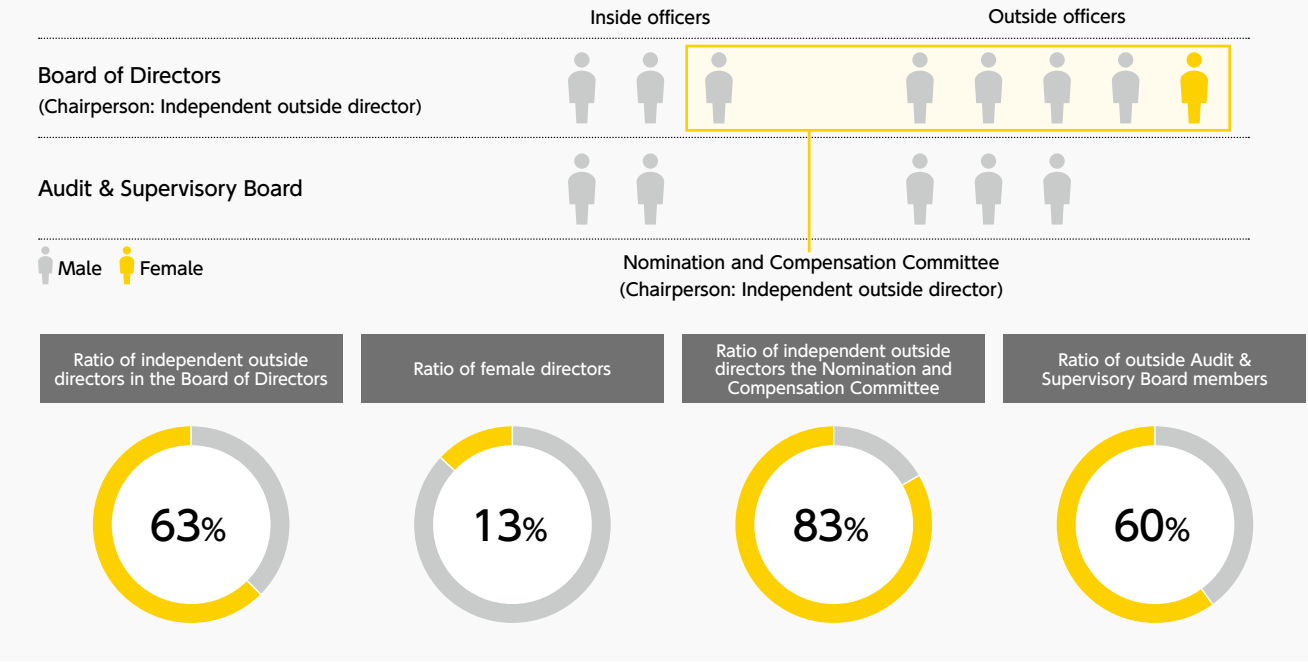 Inside officers
Outside officers
Board of Directors
(Chairperson: Independent outside director)
Audit & Supervisory Board
Male
Female
Nomination and Compensation Committee
(Chairperson: Independent outside director)
Ratio of independent outside
directors in the Board of Directors
Ratio of female directors
Ratio of independent outside
directors the Nomination and
Compensation Committee
Ratio of outside Audit &
Supervisory Board members
63%
13%
83%
60%